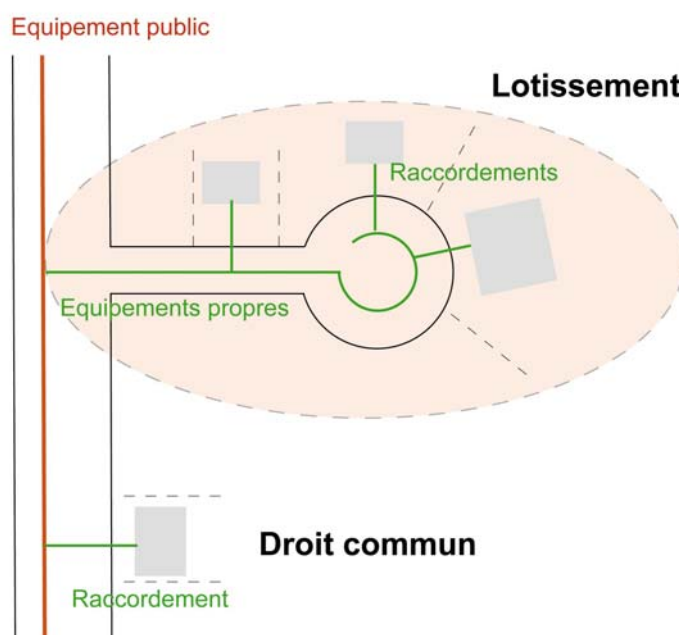 Equipement public
Lotissement
Raccordements
Equipements propres
Droit commun
Raccordement